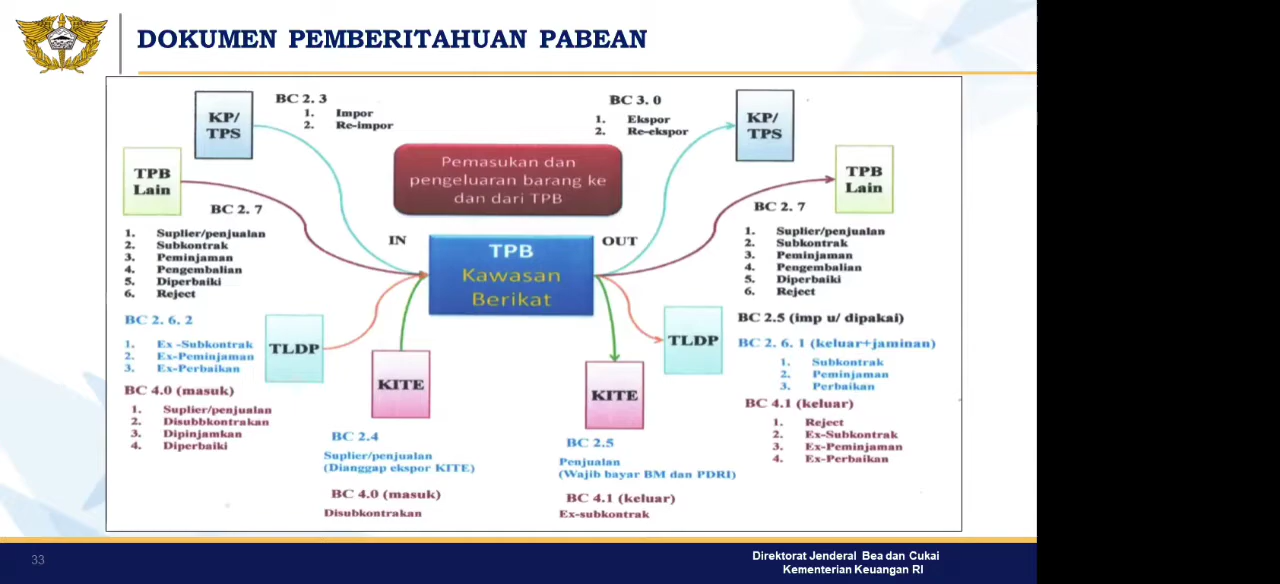 DOKUMEN PEMBERITAHUAN PABEAN
KP/
TPS
BC 2. 3
1. Impor
2. Re-impor
BC 3. 0
1. Ekspor
2. Re-ekspor
KP/
TPS
TPB
Lain
Pemasukan dan
pengeluaran barang ke
dan dari TPB
TPB
Lain
BC 2. 7
1. Suplier/penjualan
2. Subkontrak
3. Peminjaman
4. Pengembalian
5. Diperbaiki
6. Reject
IN
TPB
Kawasan
Berikat
OUT
BC 2. 7
1. Suplier/penjualan
2. Subkontrak
3. Peminjaman
4. Pengembalian
5. Diperbaiki
6. Reject
BC 2. 6. 2
1. Ex -Subkontrak
2. Ex-Peminjaman
3. Ex-Perbaikan
TLDP
BC 4.0 (masuk)
1. Suplier/penjualan
2. Disubbkontrakan
3. Dipinjamkan
4. Diperbaiki
KITE
BC 2.4
Suplier/penjualan
(Dianggap ekspor KITE)
BC 4.0 (masuk)
Disubkontrakan
KITE
BC 2.5
Penjualan
(Wajib bayar BM dan PDRI)
BC 4.1 (keluar)
Ex-subkontrak
TLDP
BC 2.5 (imp u/ dipakai)
BC 2. 6. 1 (keluar+jaminan)
1. Subkontrak
2. Peminjaman
3. Perbaikan
BC 4.1 (keluar)
1. Reject
2. Ex-Subkontrak
3. Ex-Peminjaman
4. Ex-Perbaikan
33
Direktorat Jenderal Bea dan Cukai
Kementerian Keuangan RI